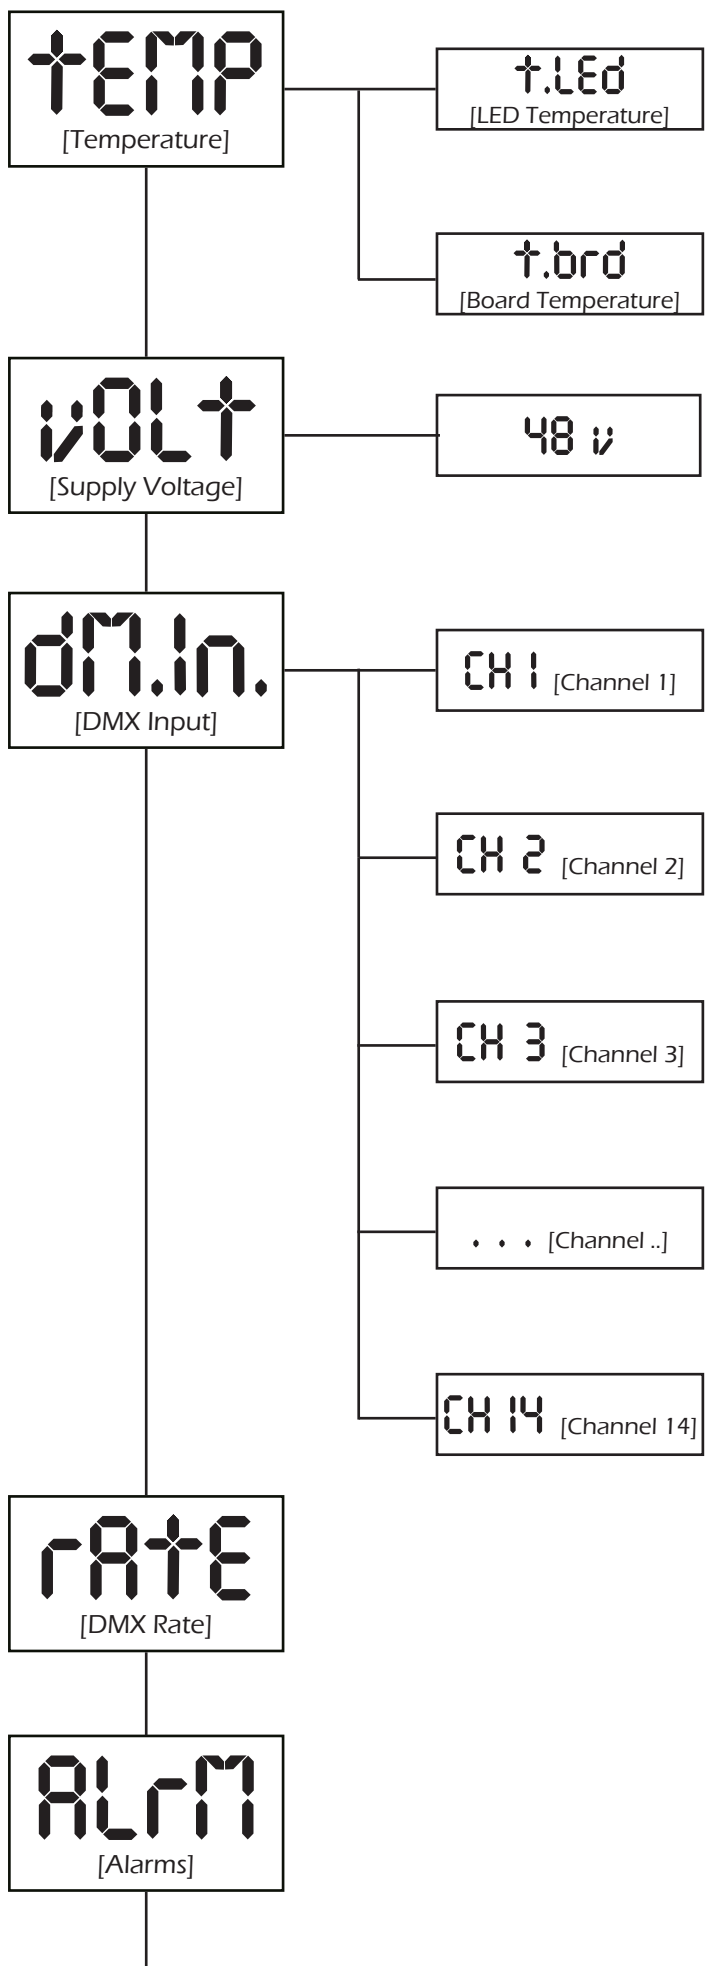 tEMP
[Temperature]
t.LEd
[LED Temperature]
t.brd
[Board Temperature]
vOLt
[Supply Voltage]
48 v
dM.In.
[DMX Input]
CH 1 [Channel 1]
CH 2 [Channel 2]
CH 3 [Channel 3]
. . . [Channel ..]
CH 14 [Channel 14]
rAtE
[DMX Rate]
ALrM
[Alarms]